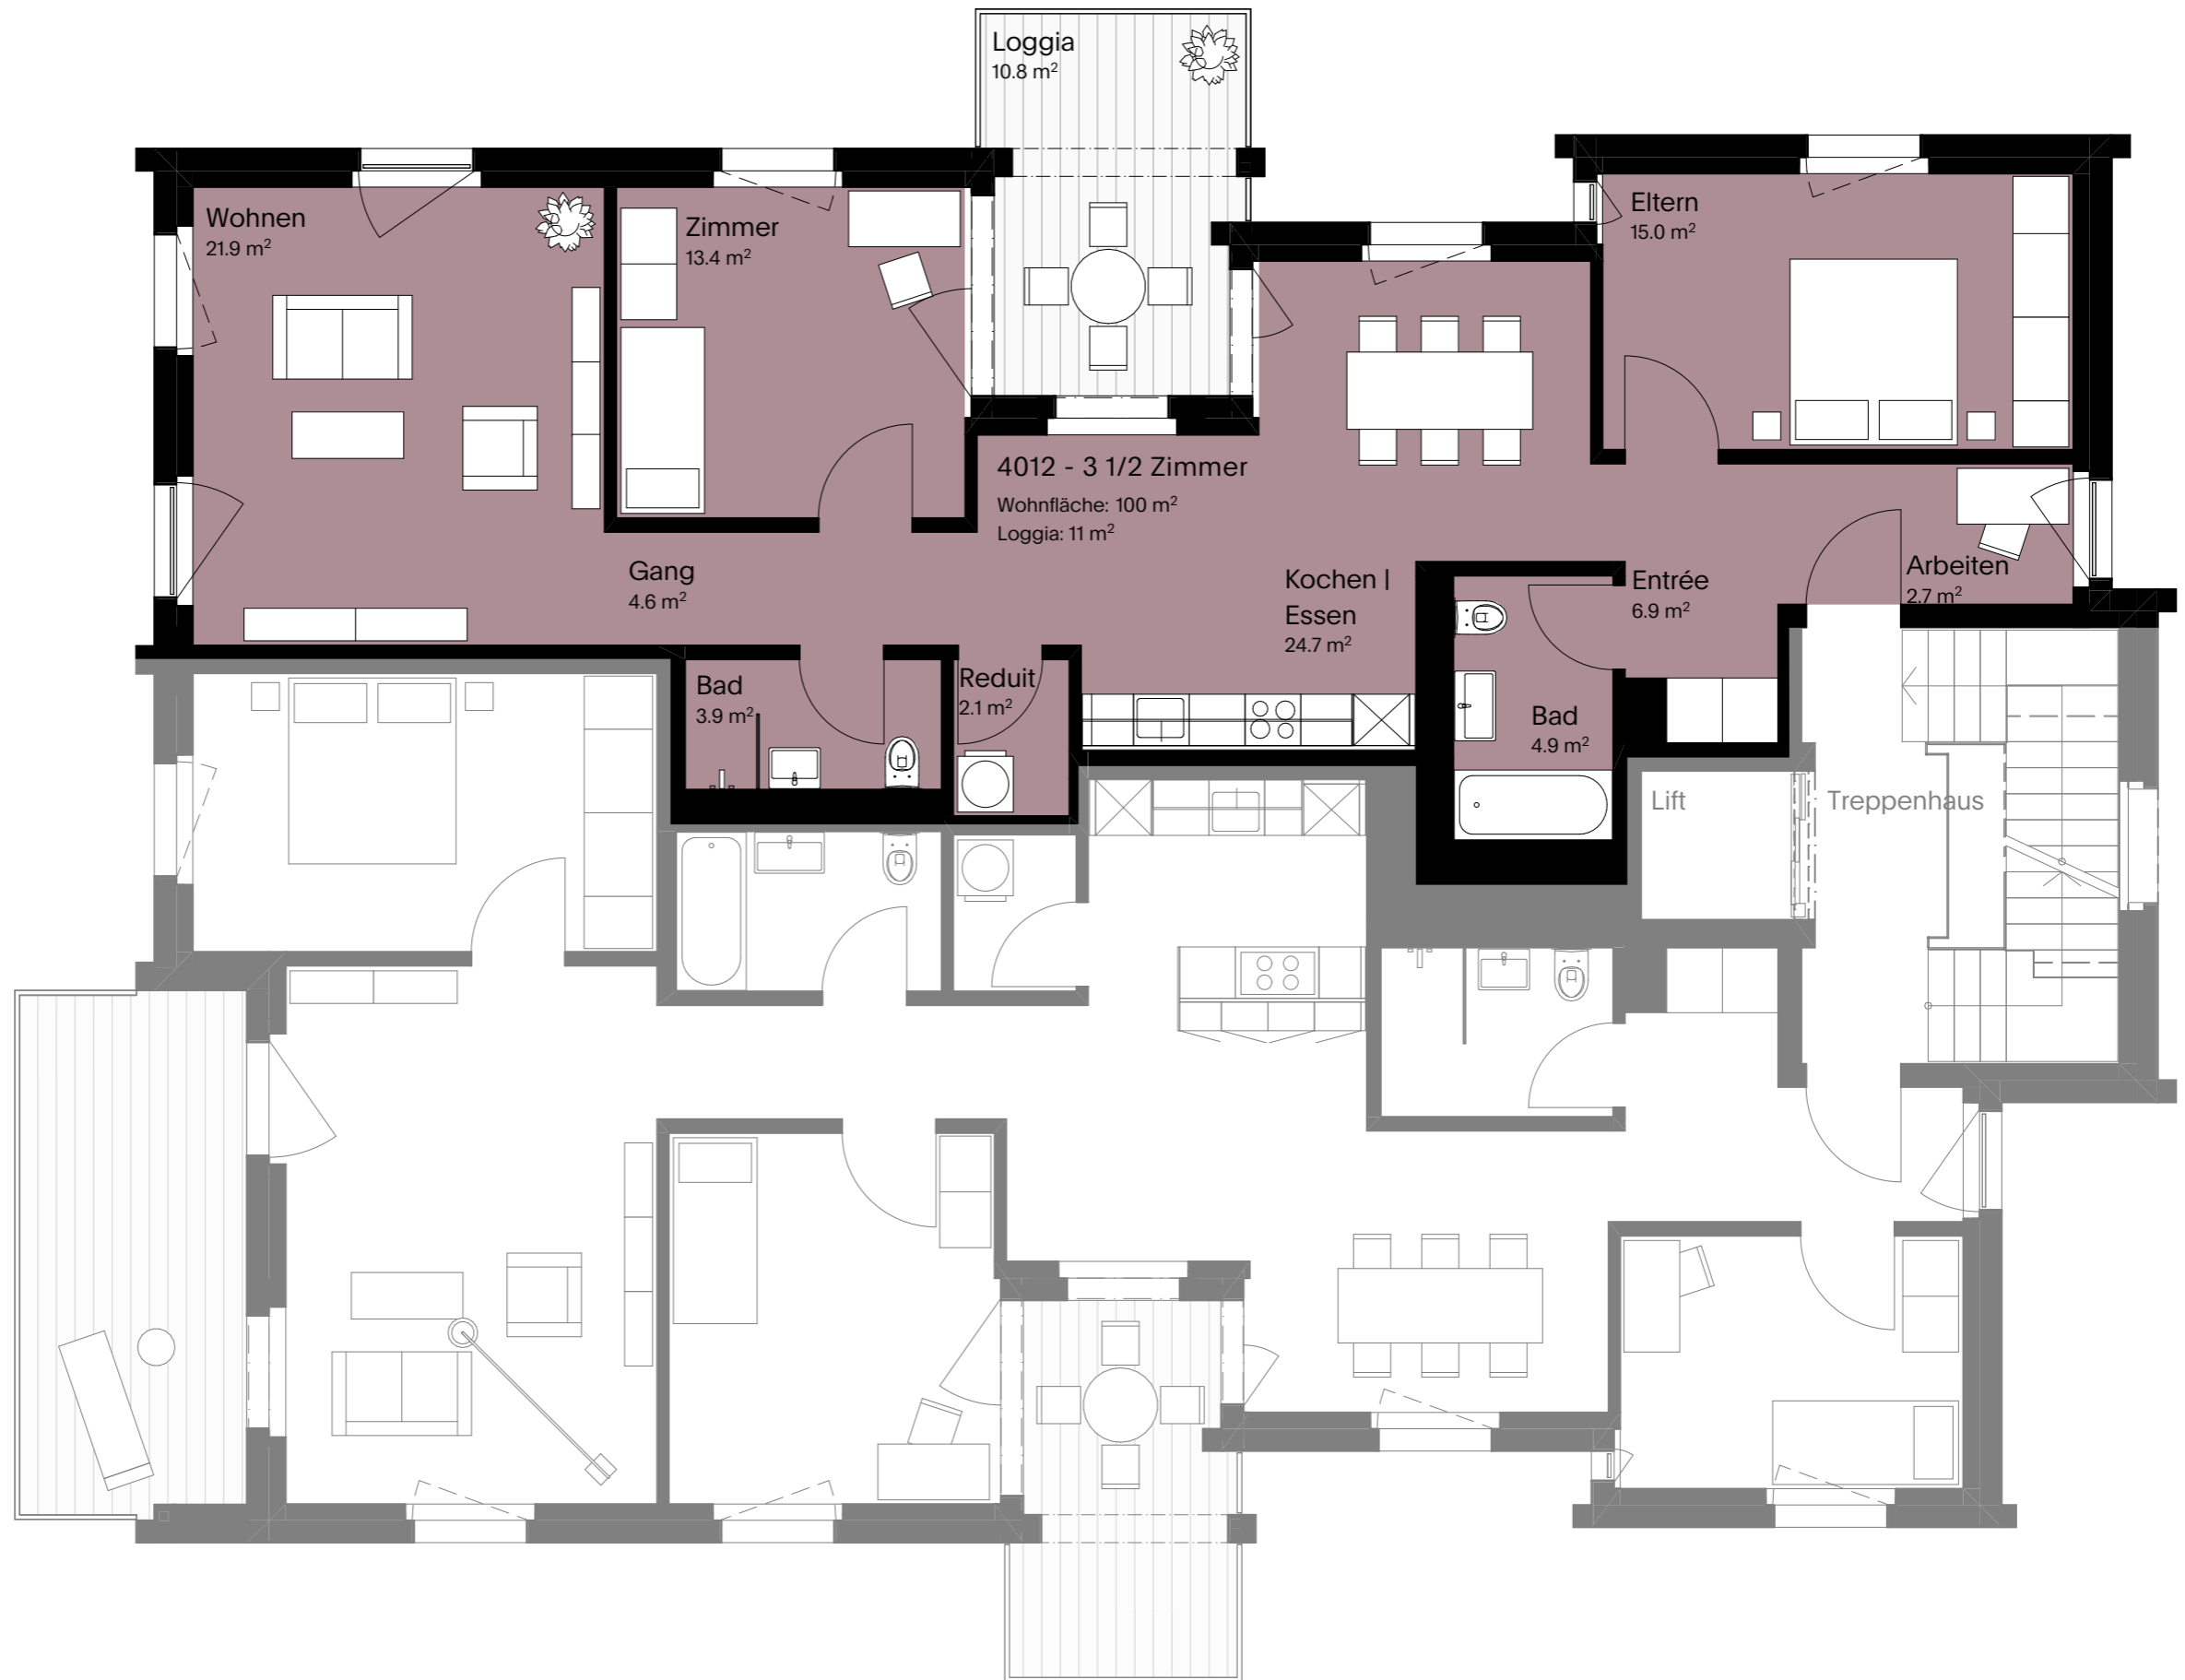 Loggia
10.8 m²
Wohnen
21.9 m²
Zimmer
13.4 m²
Eltern
15.0 m²
4012 - 3 1/2 Zimmer
Wohnfläche: 100 m²
Loggia: 11 m²
Gang
4.6 m²
Kochen |
Essen
24.7 m²
Entrée
6.9 m²
Arbeiten
2.7 m²
Bad
3.9 m²
Reduit
2.1 m²
Bad
4.9 m²
Lift
Treppenhaus